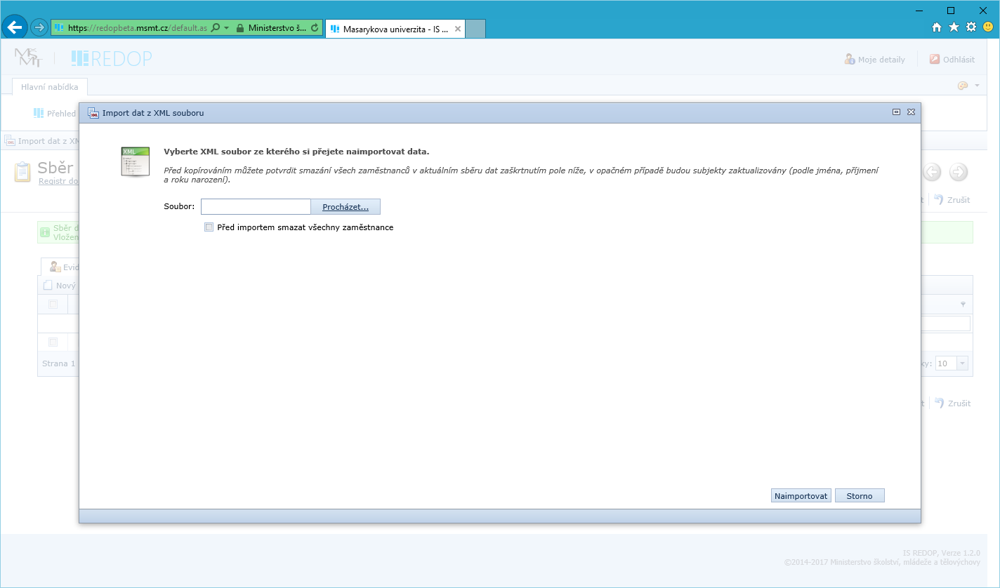 https://redopbeta.msmt.cz/default.as
Ministerstvo š...
Masarykova univerzita - IS ...
MŠMT
REDOP
Moje detaily
Odhlásit
Hlavní nabídka
Přehled
Import dat z XML souboru
Import dat z XM
XML
Vyberte XML soubor ze kterého si přejete naimportovat data.
Před kopírováním můžete potvrdit smazání všech zaměstnanců v aktuálním sběru dat zaškrtnutím pole níže, v opačném případě budou subjekty zaktualizovány (podle jména, příjmení
a roku narození).
Sběr
Registr do
Zrušit
Soubor:
Procházet...
Před importem smazat všechny zaměstnance
Sběr d
Vložen
Evid
Nový
Strana 1
ky: 10
Zrušit
Naimportovat
Storno
IS REDOP, Verze 1.2.0
©2014-2017 Ministerstvo školství, mládeže a tělovýchovy